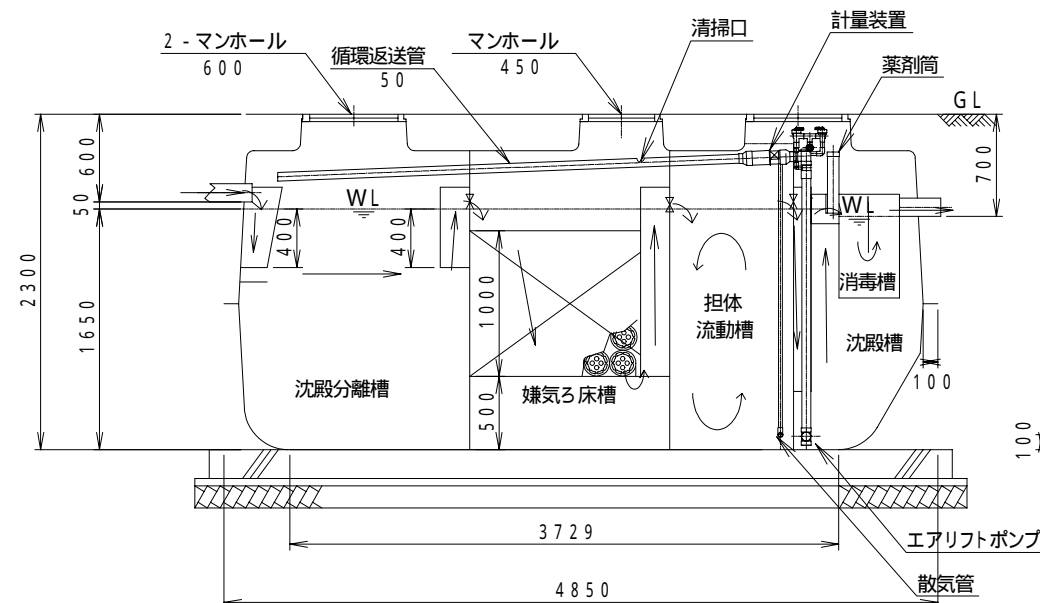 2-マンホール
600
循環返送管
50
マンホール
450
清掃口
計量装置
薬剤筒
GL
600
50
2300
1650
WL
400
400
1000
500
WL
700
消毒槽
担体
流動槽
沈殿槽
100
沈殿分離槽
嫌気ろ床槽
100
3729
エアリフトポンプ
散気管
4850